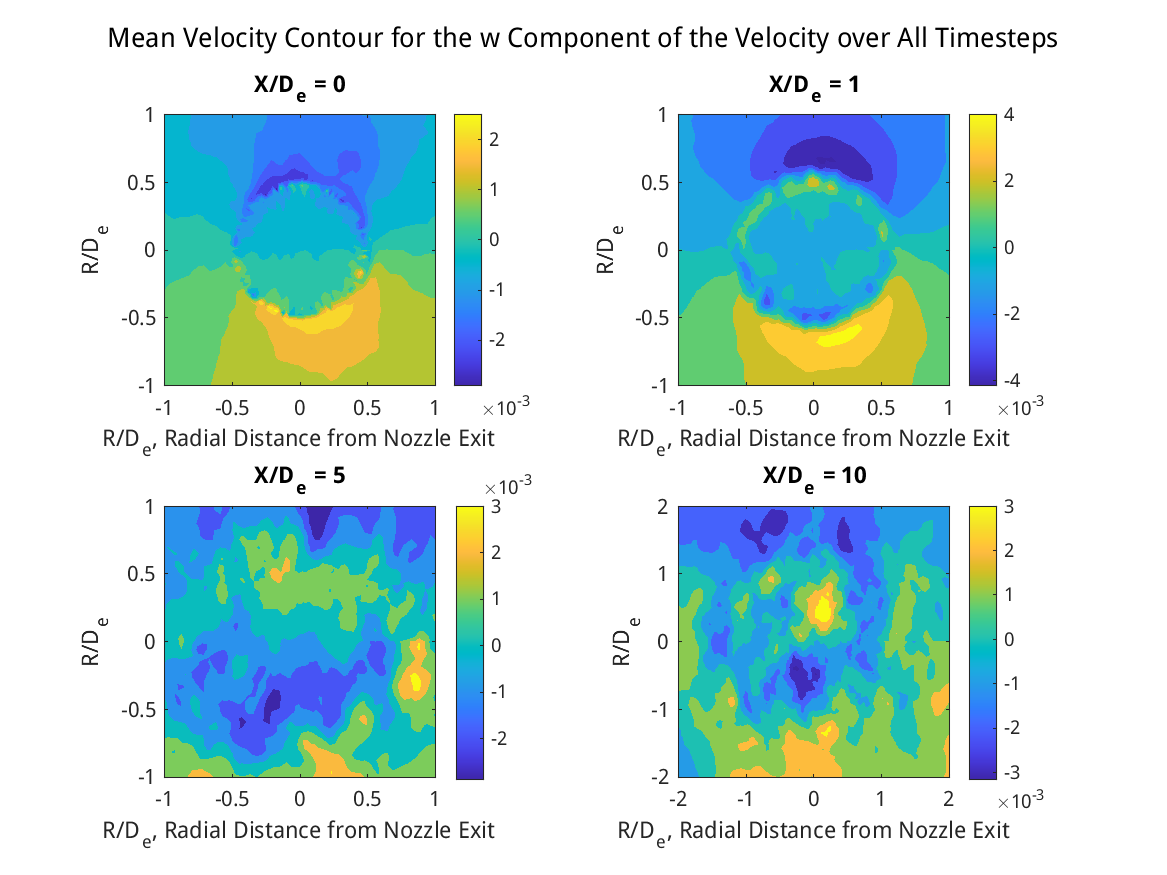 Mean Velocity Contour for the w Component of the Velocity over All Timesteps
X/De = 0
1
0.5
0
-0.5
-1
-1 -0.5 0 0.5 1
R/De
R/De, Radial Distance from Nozzle Exit
2
1
0
-1
-2
×10-3
X/De = 1
1
0.5
0
-0.5
-1
-1 -0.5 0 0.5 1
R/De
R/De, Radial Distance from Nozzle Exit
4
2
0
-2
-4
×10-3
X/De = 5
1
0.5
0
-0.5
-1
-1 -0.5 0 0.5 1
R/De
R/De, Radial Distance from Nozzle Exit
×10-3
3
2
1
0
-1
-2
X/De = 10
2
1
0
-1
-2
-2 -1 0 1 2
R/De
R/De, Radial Distance from Nozzle Exit
3
2
1
0
-1
-2
-3
×10-3